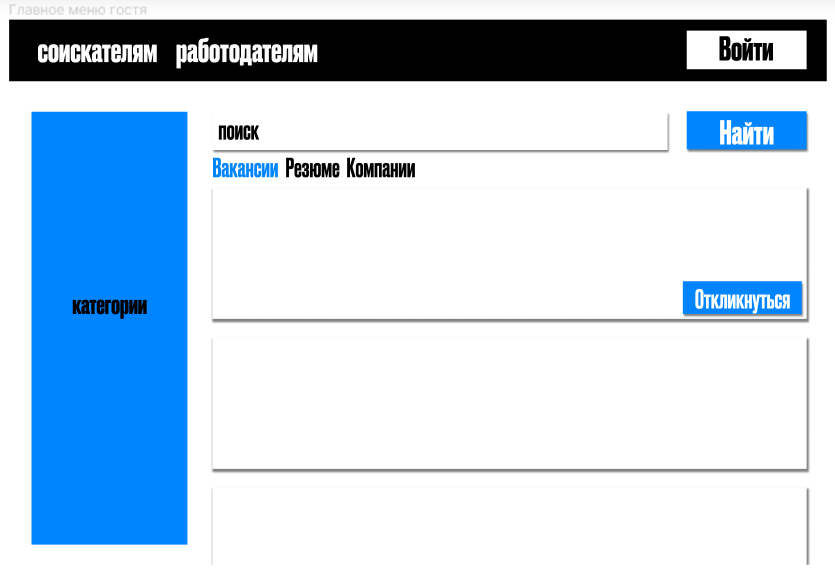 Главное меню гостя
соискателям работодателям
Войти
поиск
Найти
Вакансии Резюме Компании
категории
Откликнуться